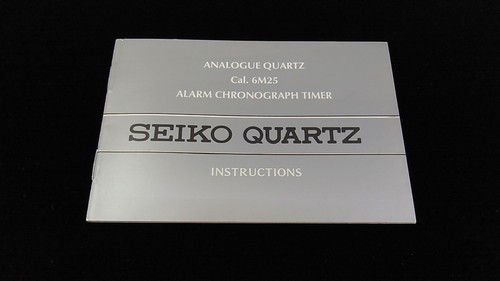 ANALOGUE QUARTZ
Cal. 6M25
ALARM CHRONOGRAPH TIMER
SEIKO QUARTZ
INSTRUCTIONS